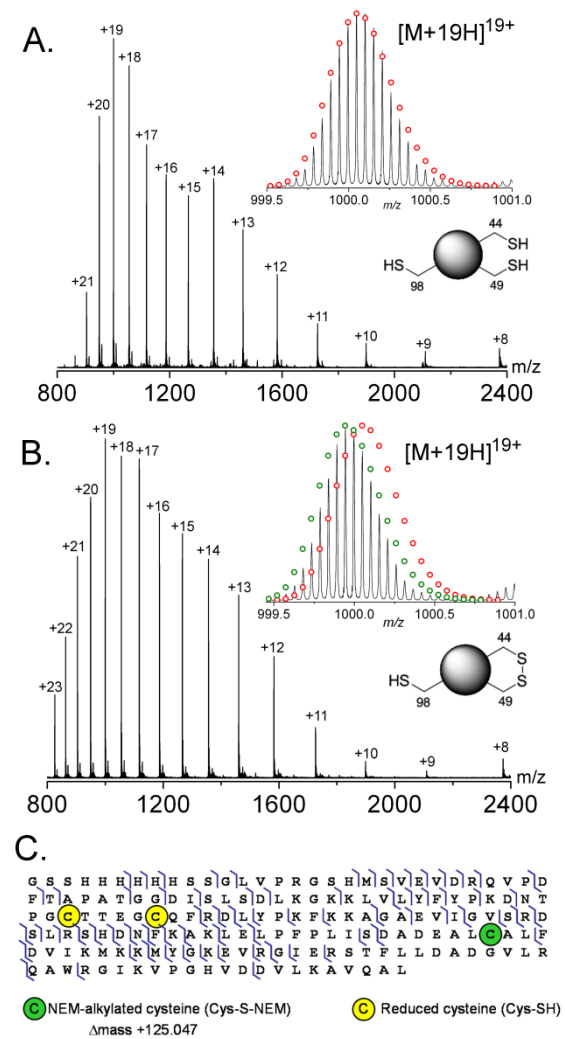 A.
[M+19H]19+
+19
+18
+20
+17
+16
+15
+14
+13
+21
+12
+11
+10
+9
+8
999.5 1000.0 1000.5 1001.0
m/z
44
SH
HS
SH
98
49
800 1200 1600 2000 2400
m/z
B.
[M+19H]19+
+19
+18
+17
+20
+16
+15
+21
+14
+13
+22
+12
+23
+11
+10
+9
+8
999.5 1000.0 1000.5 1001.0
m/z
44
S
HS
S
98
49
800 1200 1600 2000 2400
m/z
C.
G S S H H H H H H S S G L V P R G S H M S V E V D R Q V P D
F T A P A T G G D I S L S D L K G K K L V L Y F Y P K D N T
P G C T T E G C Q F R D L Y P K F K K A G A E V I G V S R D
S L R S H D N F K A K L E L P F P L I S D A D E A L C A L F
D V I K M K K M Y G K E V R G I E R S T F L L D A D G V L R
Q A W R G I K V P G H V D D V L K A V Q A L
C NEM-alkylated cysteine (Cys-S-NEM)
Δmass +125.047
C Reduced cysteine (Cys-SH)